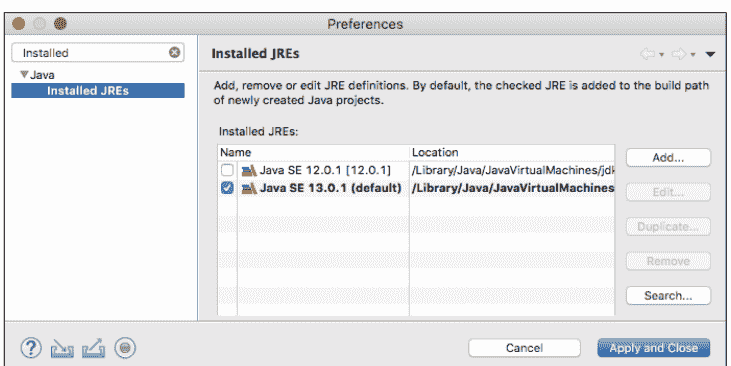 Preferences
Installed
Installed JREs
Java
Installed JREs
Add, remove or edit JRE definitions. By default, the checked JRE is added to the build path
of newly created Java projects.
Installed JREs:
Name Location
Java SE 12.0.1 [12.0.1] /Library/Java/JavaVirtualMachines/jdk
Java SE 13.0.1 (default) /Library/Java/JavaVirtualMachines
Add...
Edit...
Duplicate...
Remove
Search...
?
Cancel
Apply and Close